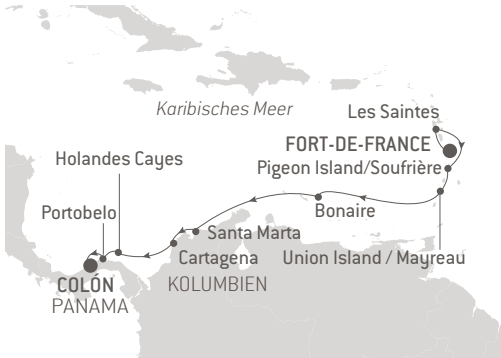 Les Saintes
Karibisches Meer
FORT-DE-FRANCE
Holandes Cayes
Pigeon Island/Soufrière
Portobelo
Bonaire
Santa Marta
Cartagena
Union Island / Mayreau
COLÓN
KOLUMBIEN
PANAMA